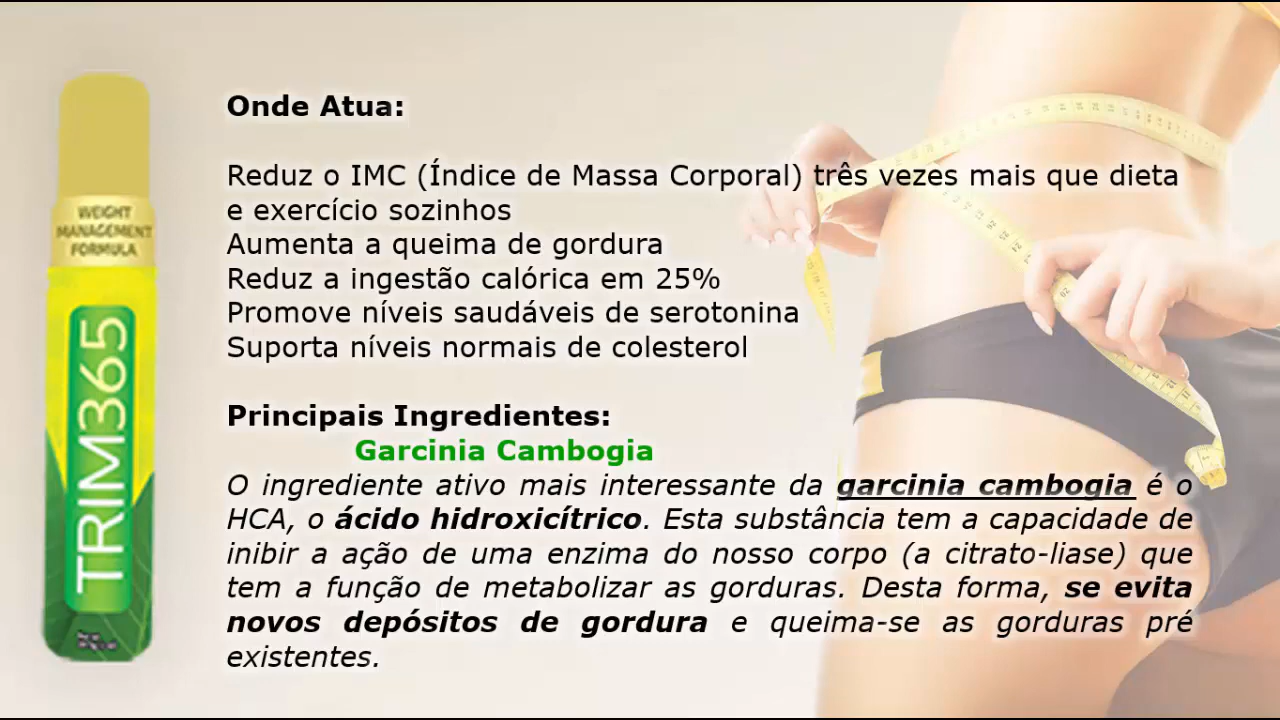 WEIGHT
MANAGEMENT
FORMULA
TRIM365
Onde Atua:
Reduz o IMC (Índice de Massa Corporal) três vezes mais que dieta
e exercício sozinhos
Aumenta a queima de gordura
Reduz a ingestão calórica em 25%
Promove níveis saudáveis de serotonina
Suporta níveis normais de colesterol
Principais Ingredientes:
Garcinia Cambogia
O ingrediente ativo mais interessante da garcinia cambogia é o
HCA, o ácido hidroxicítrico. Esta substância tem a capacidade de
inibir a ação de uma enzima do nosso corpo (a citrato-liase) que
tem a função de metabolizar as gorduras. Desta forma, se evita
novos depósitos de gordura e queima-se as gorduras pré
existentes.